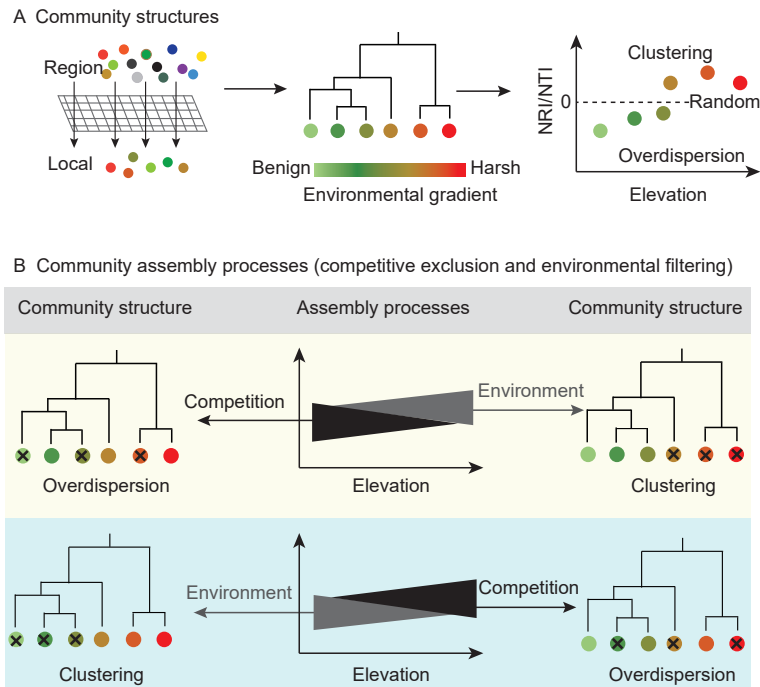 A Community structures
Region
Local
Benign
Harsh
Environmental gradient
NRI/NTI
0
Clustering
Random
Overdispersion
Elevation
B Community assembly processes (competitive exclusion and environmental filtering)
Community structure
Assembly processes
Community structure
Competition
Environment
Overdispersion
Elevation
Clustering
Environment
Competition
Clustering
Elevation
Overdispersion